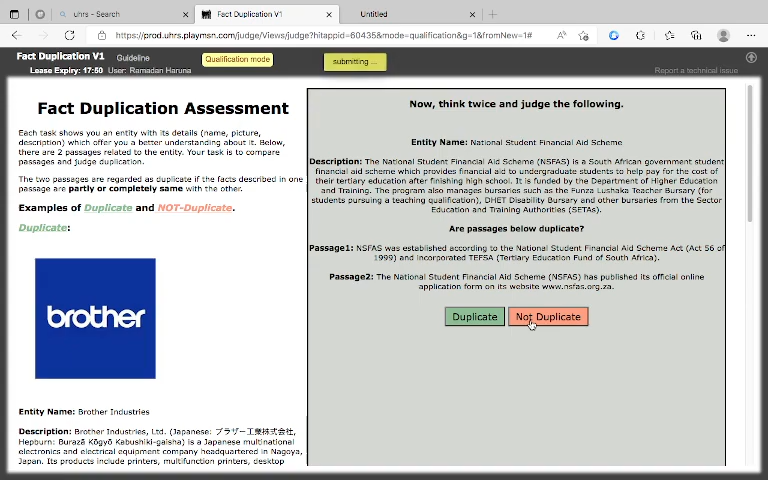 uhrs - Search
Fact Duplication V1
Untitled
https://prod.uhrs.playmsn.com/judge/Views/judge?hitappid=60435&mode=qualification&g=1&fromNew=1#
Fact Duplication V1
Guideline
Qualification mode
submitting ...
Lease Expiry: 17:50 User: Ramadan Haruna
Report a technical issue
Fact Duplication Assessment
Each task shows you an entity with its details (name, picture,
description) which offer you a better understanding about it. Below,
there are 2 passages related to the entity. Your task is to compare
passages and judge duplication.
The two passages are regarded as duplicate if the facts described in one
passage are partly or completely same with the other.
Examples of Duplicate and NOT-Duplicate.
Duplicate:
brother
Entity Name: Brother Industries
Description: Brother Industries, Ltd. (Japanese: ブラザー工業株式会社,
Hepburn: Burazā Kōgyō Kabushiki-gaisha) is a Japanese multinational
electronics and electrical equipment company headquartered in Nagoya,
Japan. Its products include printers, multifunction printers, desktop
Now, think twice and judge the following.
Entity Name: National Student Financial Aid Scheme
Description: The National Student Financial Aid Scheme (NSFAS) is a South African government student
financial aid scheme which provides financial aid to undergraduate students to help pay for the cost of
their tertiary education after finishing high school. It is funded by the Department of Higher Education
and Training. The program also manages bursaries such as the Funza Lushaka Teacher Bursary (for
students pursuing a teaching qualification), DHET Disability Bursary and other bursaries from the Sector
Education and Training Authorities (SETAs).
Are passages below duplicate?
Passage1: NSFAS was established according to the National Student Financial Aid Scheme Act (Act 56 of
1999) and incorporated TEFSA (Tertiary Education Fund of South Africa).
Passage2: The National Student Financial Aid Scheme (NSFAS) has published its official online
application form on its website www.nsfas.org.za.
Duplicate
Not Duplicate